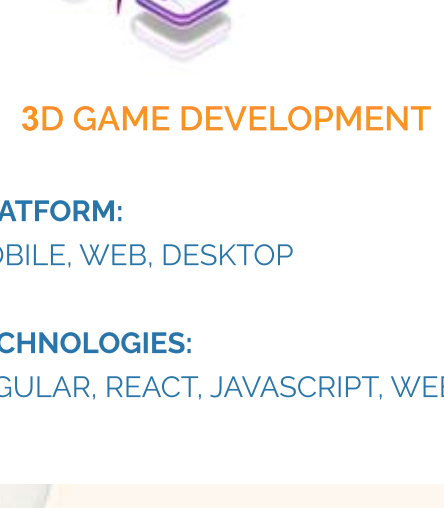 3D GAME DEVELOPMENT
ATFORM:
OBILE, WEB, DESKTOP
CHNOLOGIES:
GULAR, REACT, JAVASCRIPT, WEB